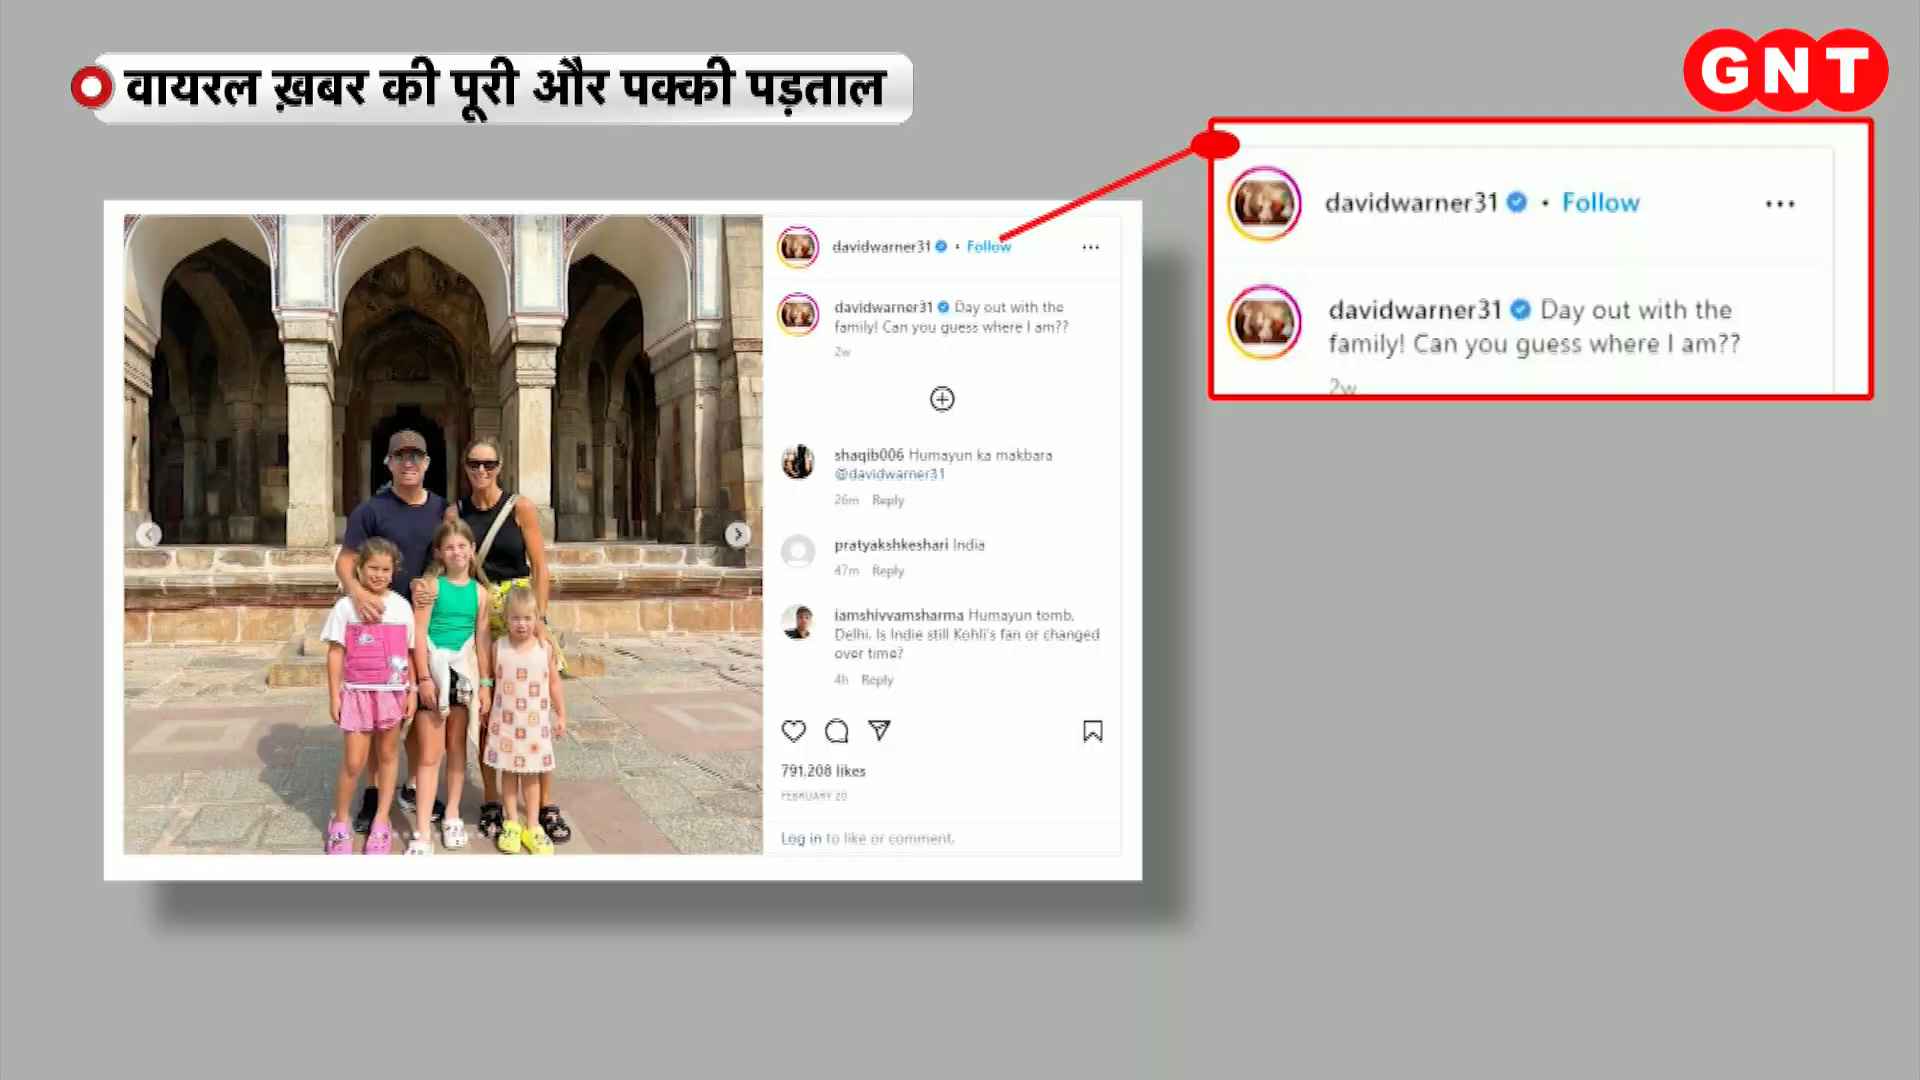 वायरल ख़बर की पूरी और पक्की पड़ताल
GNT
davidwarner31 • Follow
davidwarner31 Day out with the
family! Can you guess where I am??
2w
shaqib006 Humayun ka makbara
@davidwarner31
26m Reply
pratyakshkeshari India
47m Reply
iamshivvamsharma Humayun tomb,
Delhi. Is Indie still Kohli's fan or changed
over time?
4h Reply
791,208 likes
FEBRUARY 20
Log in to like or comment.
davidwarner31 • Follow
davidwarner31 Day out with the
family! Can you guess where I am??
2w